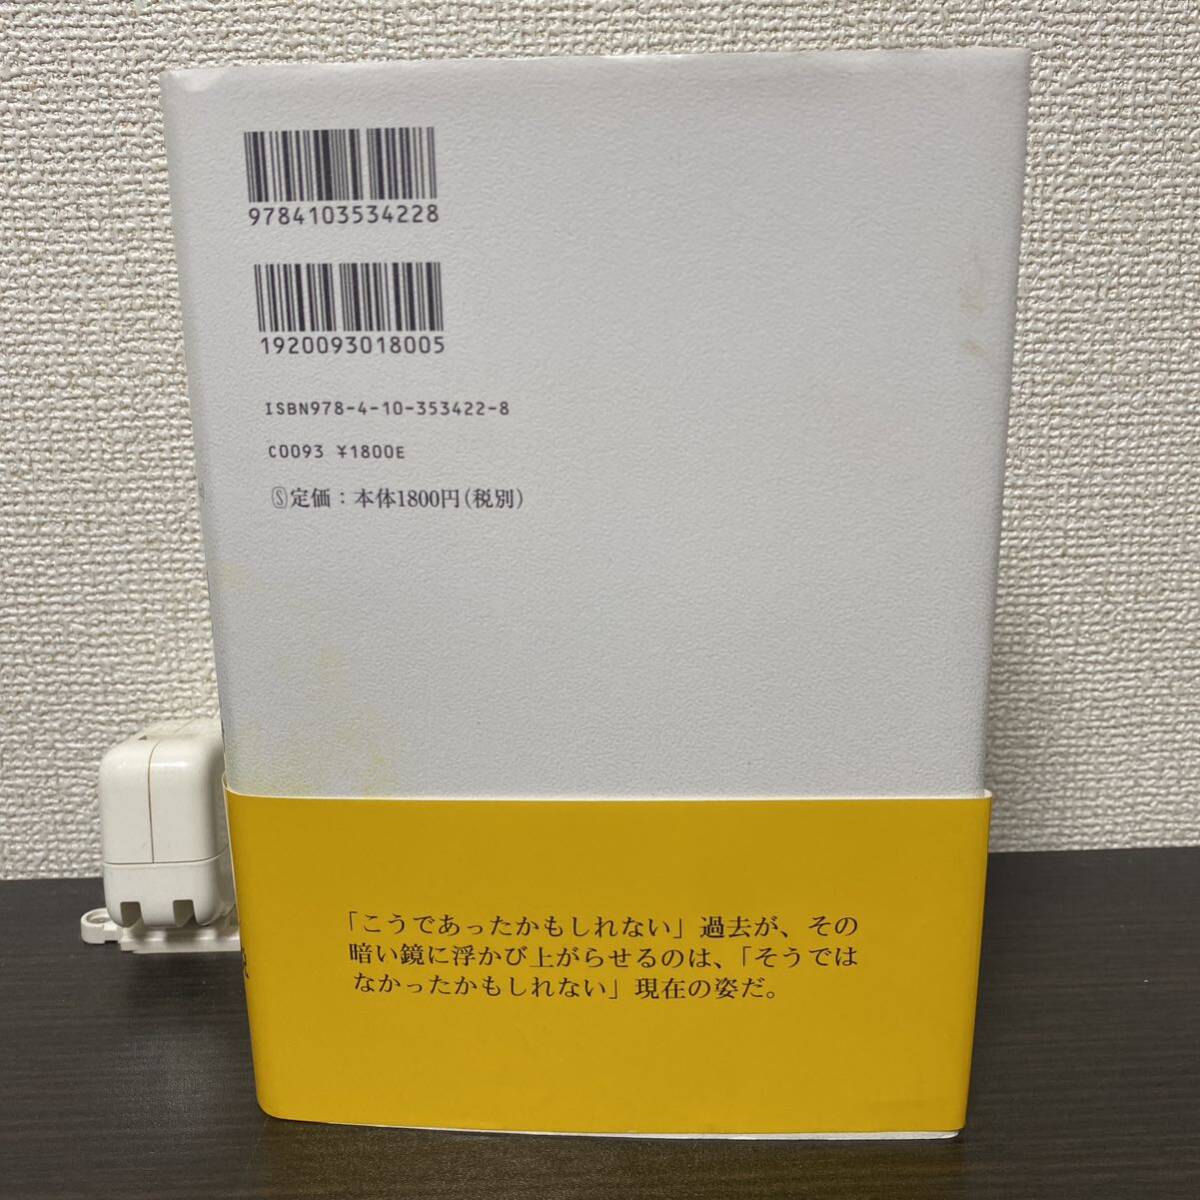 9784103534228
1920093018005
ISBN978-4-10-353422-8
C0093 ¥1800E
Ⓢ定価：本体1800円(税別)
「こうであったかもしれない」過去が、その
暗い鏡に浮かび上がらせるのは、「そうでは
なかったかもしれない」現在の姿だ。